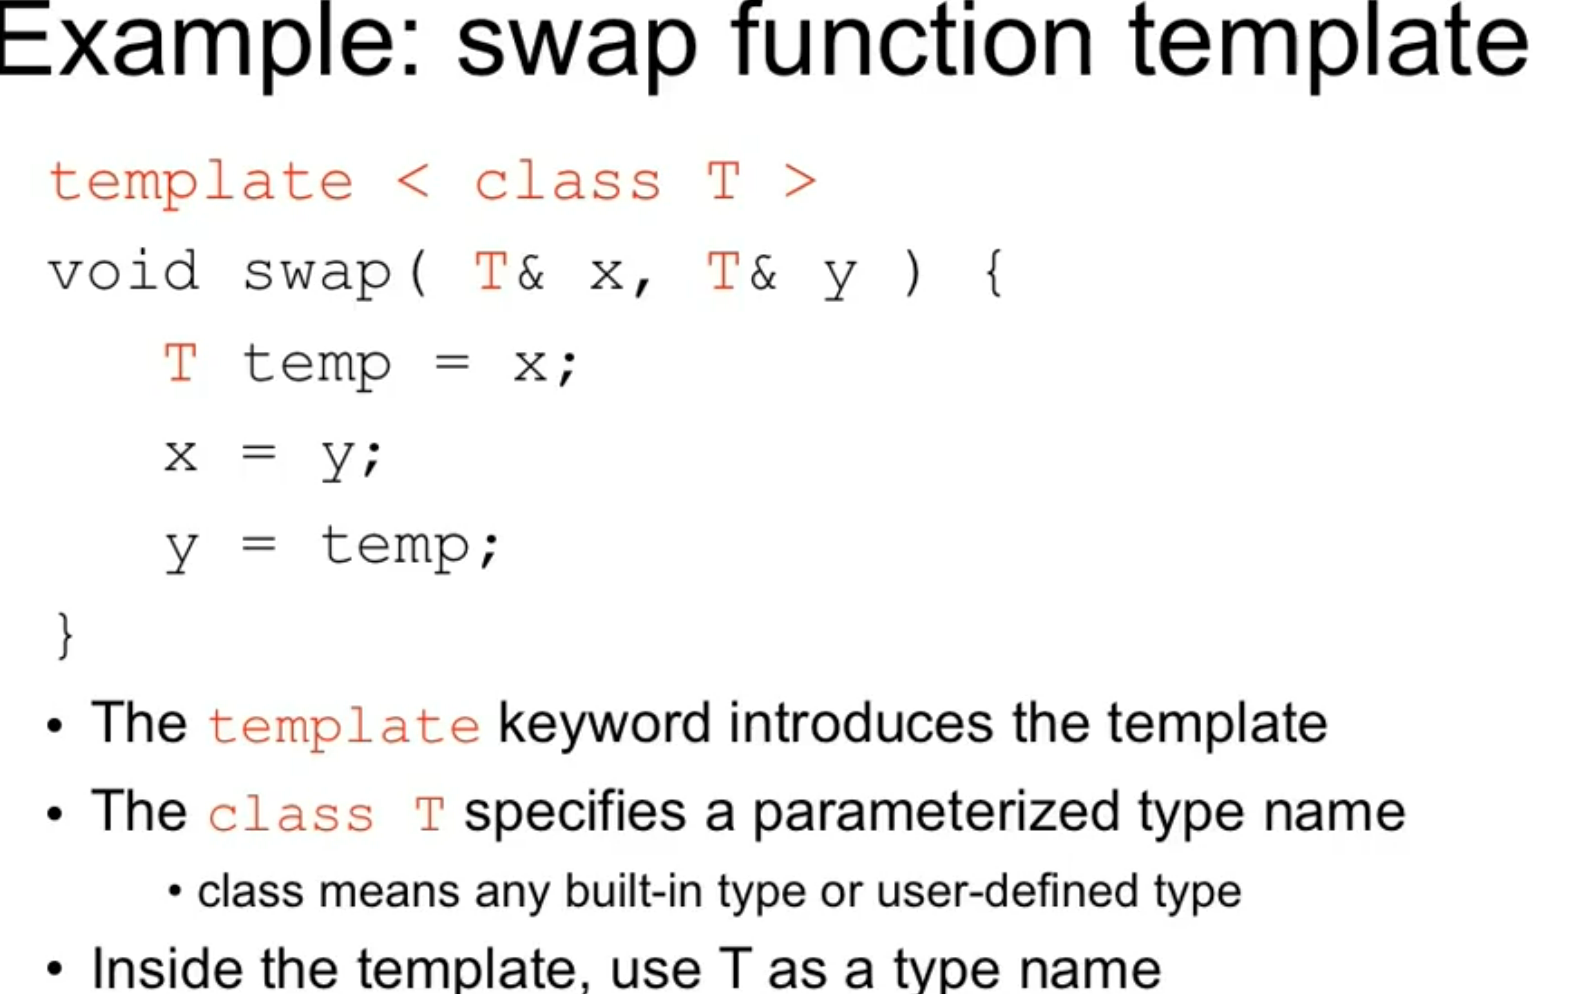 Example: swap function template
template < class T >
void swap( T& x, T& y ) {
T temp = x;
x = y;
y = temp;
}
• The template keyword introduces the template
• The class T specifies a parameterized type name
• class means any built-in type or user-defined type
• Inside the template, use T as a type name